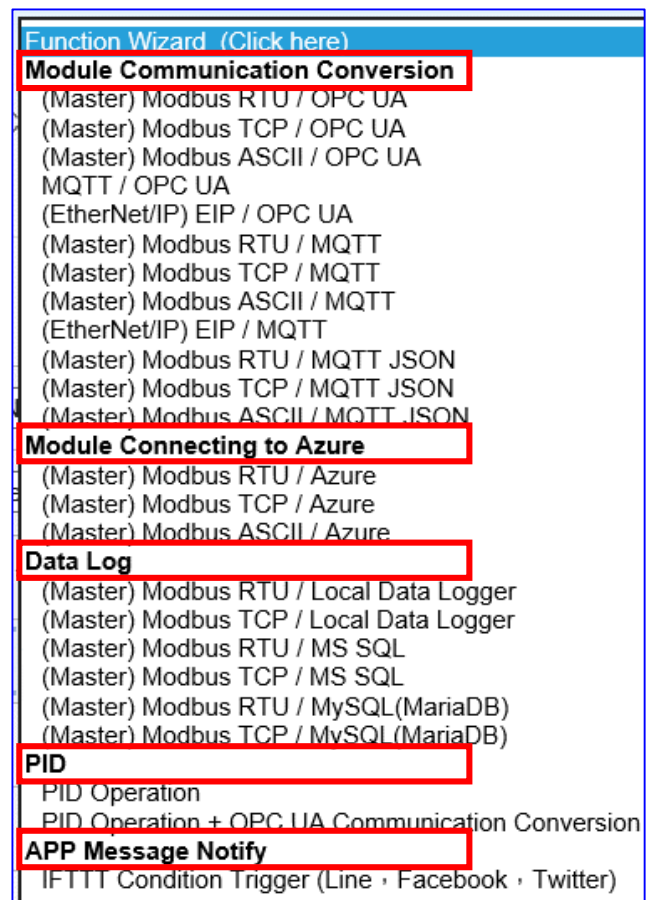 Function Wizard (Click here)
Module Communication Conversion
(Master) Modbus RTU / OPC UA
(Master) Modbus TCP / OPC UA
(Master) Modbus ASCII / OPC UA
MQTT / OPC UA
(EtherNet/IP) EIP / OPC UA
(Master) Modbus RTU / MQTT
(Master) Modbus TCP / MQTT
(Master) Modbus ASCII / MQTT
(EtherNet/IP) EIP / MQTT
(Master) Modbus RTU / MQTT JSON
(Master) Modbus TCP / MQTT JSON
(Master) Modbus ASCII / MQTT JSON
Module Connecting to Azure
(Master) Modbus RTU / Azure
(Master) Modbus TCP / Azure
(Master) Modbus ASCII / Azure
Data Log
(Master) Modbus RTU / Local Data Logger
(Master) Modbus TCP / Local Data Logger
(Master) Modbus RTU / MS SQL
(Master) Modbus TCP / MS SQL
(Master) Modbus RTU / MySQL(MariaDB)
(Master) Modbus TCP / MySQL(MariaDB)
PID
PID Operation
PID Operation + OPC UA Communication Conversion
APP Message Notify
IFTTT Condition Trigger (Line，Facebook，Twitter)